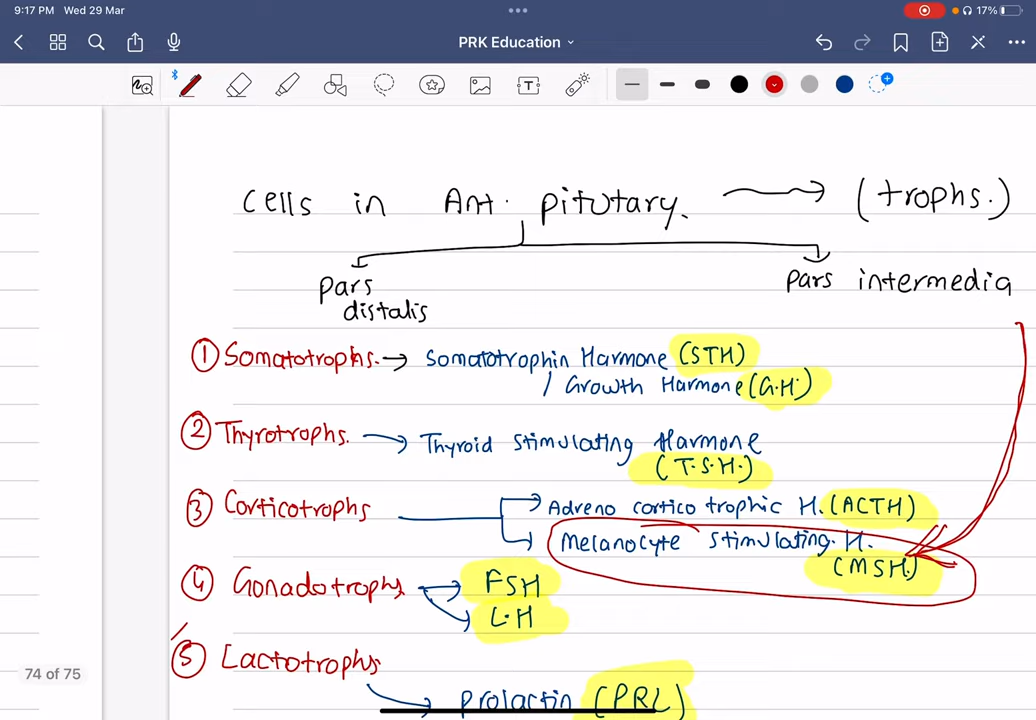 9:17 PM Wed 29 Mar
17%
PRK Education
T
Cells in Ant. pitutary. (trophs.)
Pars distalis
Pars intermedia
① Somatotrophs. → Somatotrophin Harmone (STH)
/ Growth Harmone (G.H.)
② Thyrotrophs. → Thyroid stimulating Harmone
(T.S.H.)
③ Corticotrophs → Adreno cortico trophic H. (ACTH)
→ Melanocyte stimulating. H.
(MSH.)
④ Gonadotrophs → FSH
→ L.H
⑤ Lactotrophs
→ Prolactin (PRL)
74 of 75